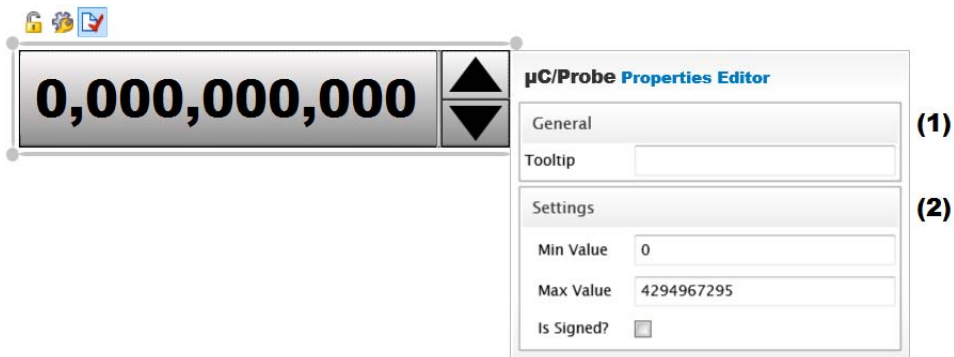 0,000,000,000
µC/Probe Properties Editor
General
(1)
Tooltip
Settings
(2)
Min Value 0
Max Value 4294967295
Is Signed?